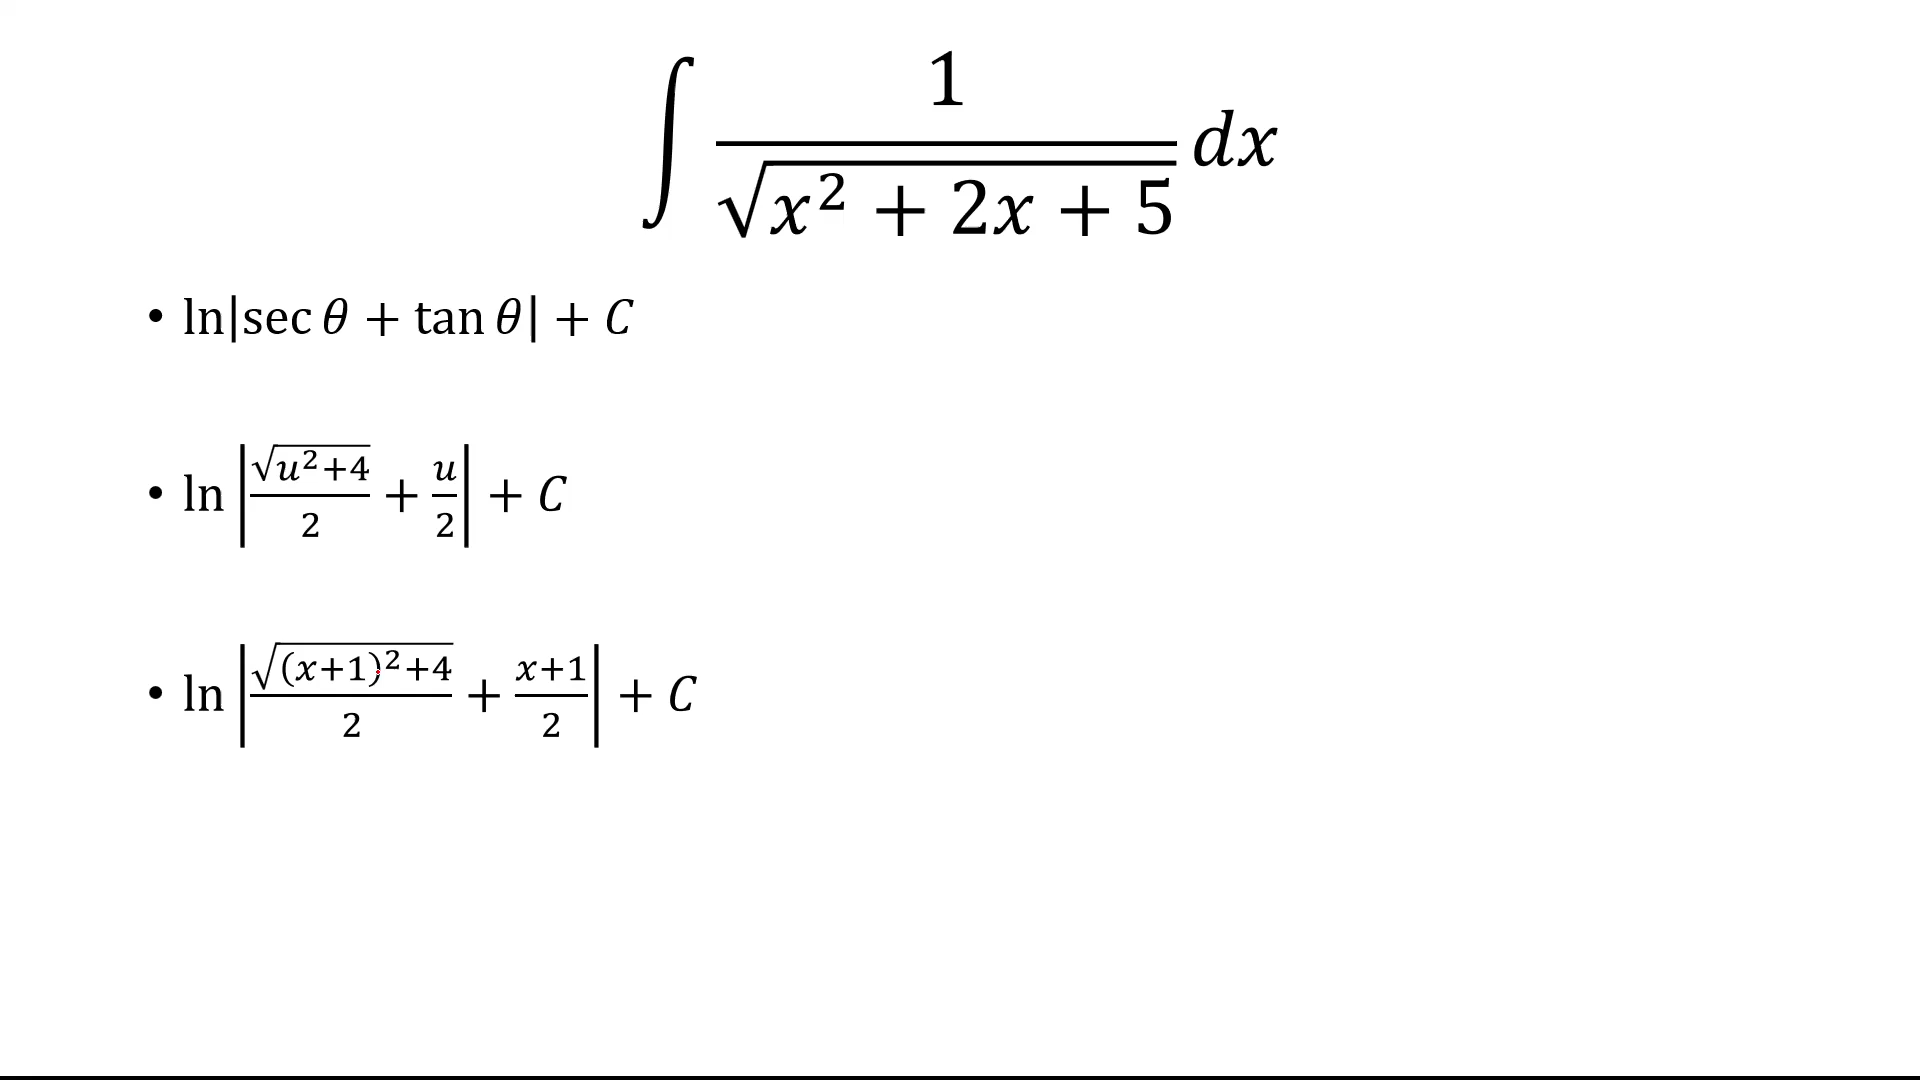 ∫ 1/√(x² + 2x + 5) dx
• ln|sec θ + tan θ| + C
• ln |√(u²+4)/2 + u/2| + C
• ln |√((x+1)²+4)/2 + (x+1)/2| + C